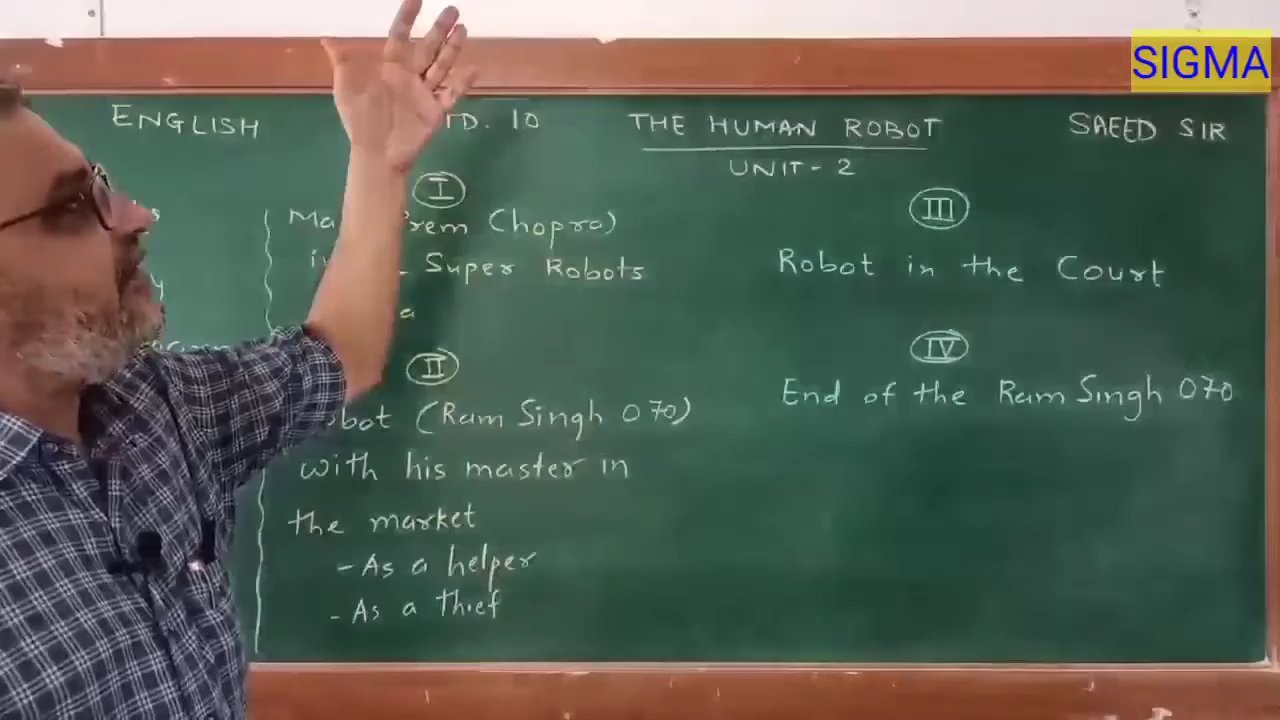 SIGMA
ENGLISH
TD. 10
THE HUMAN ROBOT
SAEED SIR
UNIT - 2
I
Chopra)
Super Robots
II
(Ram Singh 070)
with his master in
the market
- As a helper
- As a thief
III
Robot in the Court
IV
End of the Ram Singh 070